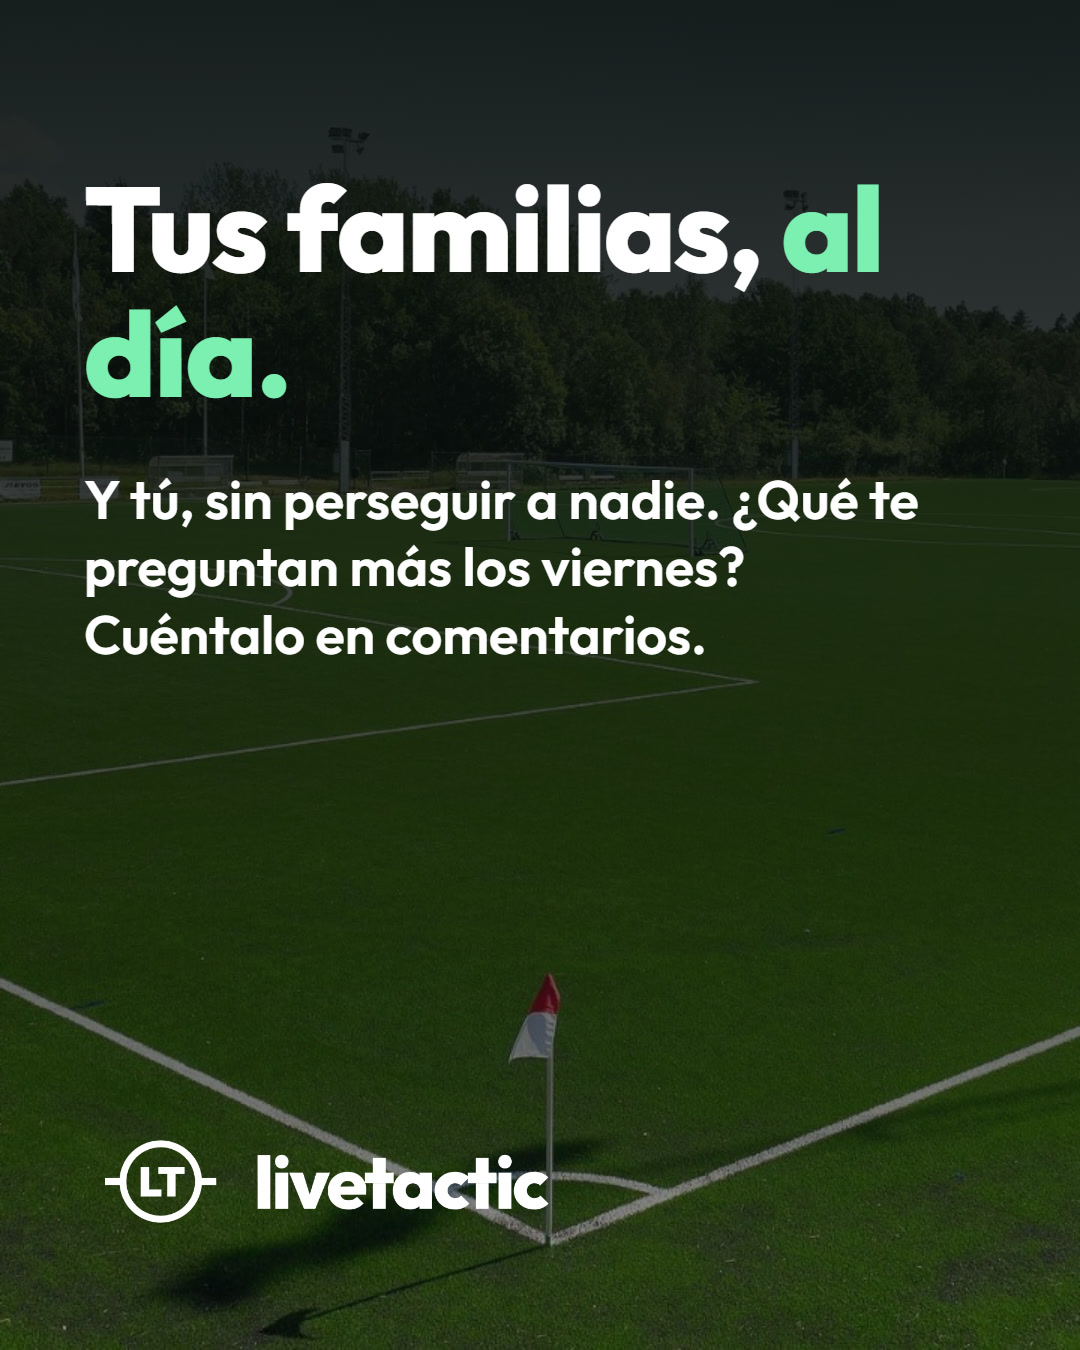 Tus familias, al
día.
Y tú, sin perseguir a nadie. ¿Qué te
preguntan más los viernes?
Cuéntalo en comentarios.
LT livetactic